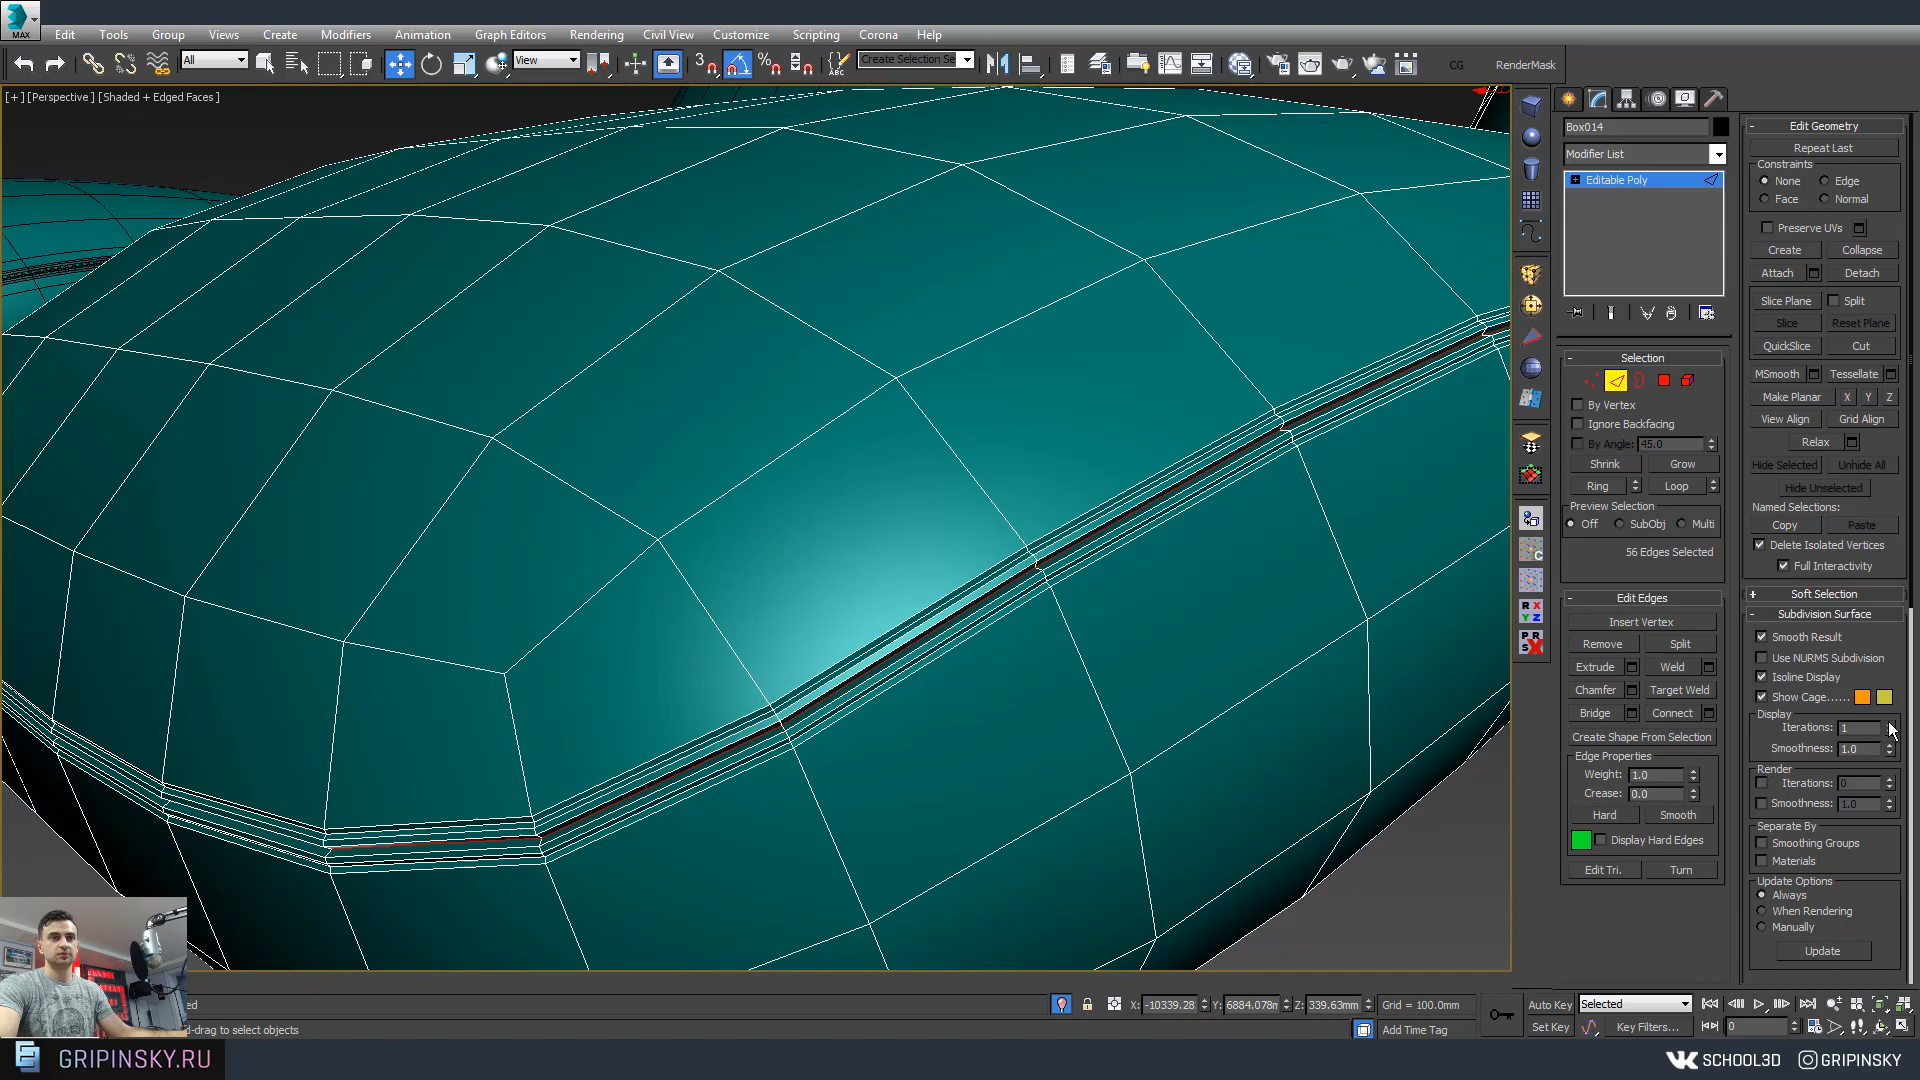 MAX
Edit Tools Group Views Create Modifiers Animation Graph Editors Rendering Civil View Customize Scripting Corona Help
All View 3 % ABC Create Selection Se CG RenderMask
[+] [Perspective] [Shaded + Edged Faces]
Box014
Modifier List
Editable Poly
Selection
By Vertex
Ignore Backfacing
By Angle: 45.0
Shrink Grow
Ring Loop
Preview Selection
Off SubObj Multi
56 Edges Selected
Edit Edges
Insert Vertex
Remove Split
Extrude Weld
Chamfer Target Weld
Bridge Connect
Create Shape From Selection
Edge Properties
Weight: 1.0
Crease: 0.0
Hard Smooth
Display Hard Edges
Edit Tri. Turn
Edit Geometry
Repeat Last
Constraints
None Edge
Face Normal
Preserve UVs
Create Collapse
Attach Detach
Slice Plane Split
Slice Reset Plane
QuickSlice Cut
MSmooth Tessellate
Make Planar X Y Z
View Align Grid Align
Relax
Hide Selected Unhide All
Hide Unselected
Named Selections:
Copy Paste
Delete Isolated Vertices
Full Interactivity
Soft Selection
Subdivision Surface
Smooth Result
Use NURMS Subdivision
Isoline Display
Show Cage......
Display
Iterations: 1
Smoothness: 1.0
Render
Iterations: 0
Smoothness: 1.0
Separate By
Smoothing Groups
Materials
Update Options
Always
When Rendering
Manually
Update
ed X: -10339.28 Y: 6884.078m Z: 339.63mm Grid = 100.0mm Auto Key Selected
d-drag to select objects Add Time Tag Set Key Key Filters... 0
GRIPINSKY.RU
SCHOOL3D GRIPINSKY